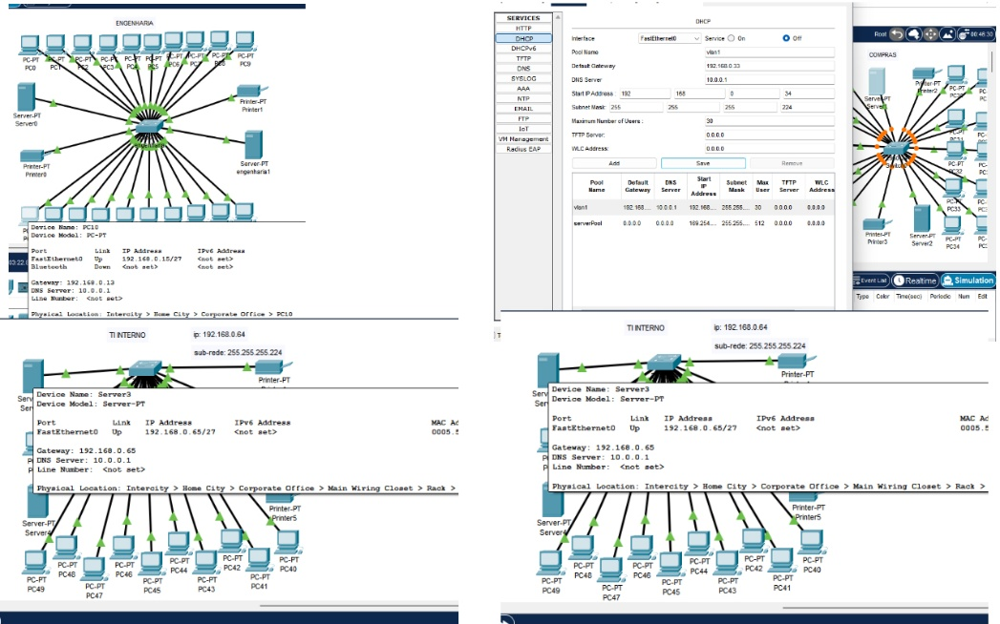 ENGENHARIA
PC-PT
PC0
PC-PT
PC1
PC-PT
PC2
PC-PT
PC3
PC-PT
PC4
PC-PT
PC5
PC-PT
PC6
PC-PT
PC7
PC-PT
PC8
PC-PT
PC9
Server-PT
Server0
Printer-PT
Printer1
Printer-PT
Printer0
Server-PT
engenharia1
Device Name: PC10
Device Model: PC-PT
Port Link IP Address IPv6 Address
FastEthernet0 Up 192.168.0.15/27 <not set>
Bluetooth Down <not set> <not set>
Gateway: 192.168.0.13
DNS Server: 10.0.0.1
Line Number: <not set>
Physical Location: Intercity > Home City > Corporate Office > PC10
SERVICES
HTTP
DHCP
DHCPv6
TFTP
DNS
SYSLOG
AAA
NTP
EMAIL
FTP
IoT
VM Management
Radius EAP
DHCP
Interface FastEthernet0 Service On Off
Pool Name vlan1
Default Gateway 192.168.0.33
DNS Server 10.0.0.1
Start IP Address : 192 168 0 34
Subnet Mask: 255 255 255 224
Maximum Number of Users : 30
TFTP Server: 0.0.0.0
WLC Address: 0.0.0.0
Add Save Remove
Pool Name Default Gateway DNS Server Start IP Address Subnet Mask Max User TFTP Server WLC Address
vlan1 192.168.... 10.0.0.1 192.168.... 255.255.... 30 0.0.0.0 0.0.0.0
serverPool 0.0.0.0 0.0.0.0 169.254.... 255.255.... 512 0.0.0.0 0.0.0.0
Root 00:46:30
COMPRAS
Printer-PT
Printer2
PC-PT
Server-PT
PC-PT
PC-PT
PC32
PC-PT
PC33
Printer-PT
Printer3
Server-PT
Server2
PC-PT
PC34
Event List Realtime Simulation
Type Color Time(sec) Periodic Num Edit
TI INTERNO
ip: 192.168.0.64
sub-rede: 255.255.255.224
Printer-PT
Device Name: Server3
Device Model: Server-PT
Port Link IP Address IPv6 Address MAC Ad
FastEthernet0 Up 192.168.0.65/27 <not set> 0005.5
Gateway: 192.168.0.65
DNS Server: 10.0.0.1
Line Number: <not set>
Physical Location: Intercity > Home City > Corporate Office > Main Wiring Closet > Rack >
Server-PT
Server4
Printer-PT
Printer5
PC-PT
PC49
PC-PT
PC48
PC-PT
PC47
PC-PT
PC46
PC-PT
PC45
PC-PT
PC44
PC-PT
PC43
PC-PT
PC42
PC-PT
PC41
PC-PT
PC40
TI INTERNO
ip: 192.168.0.64
sub-rede: 255.255.255.224
Printer-PT
Device Name: Server3
Device Model: Server-PT
Port Link IP Address IPv6 Address MAC Ad
FastEthernet0 Up 192.168.0.65/27 <not set> 0005.5
Gateway: 192.168.0.65
DNS Server: 10.0.0.1
Line Number: <not set>
Physical Location: Intercity > Home City > Corporate Office > Main Wiring Closet > Rack >
Server-PT
Server4
Printer-PT
Printer5
PC-PT
PC49
PC-PT
PC48
PC-PT
PC47
PC-PT
PC46
PC-PT
PC45
PC-PT
PC44
PC-PT
PC43
PC-PT
PC42
PC-PT
PC41
PC-PT
PC40